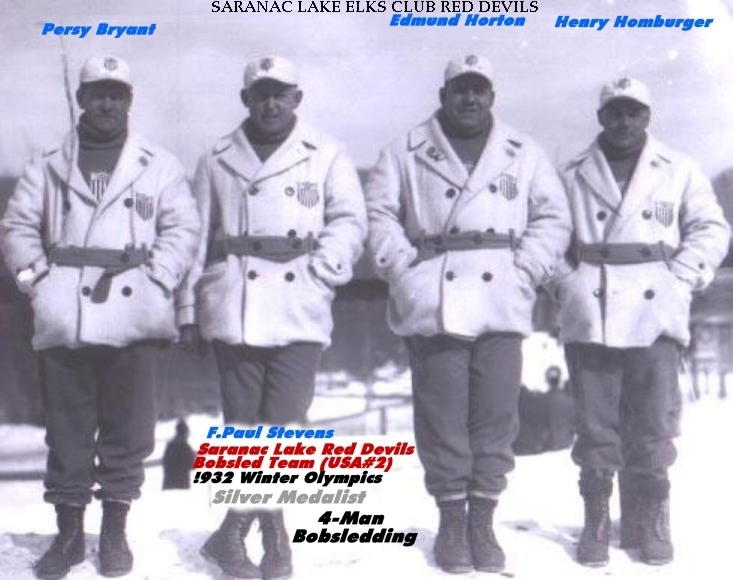 SARANAC LAKE ELKS CLUB RED DEVILS
Persy Bryant
Edmund Horton
Henry Homburger
F.Paul Stevens
Saranac Lake Red Devils
Bobsled Team (USA#2)
!932 Winter Olympics
Silver Medalist
4-Man
Bobsledding